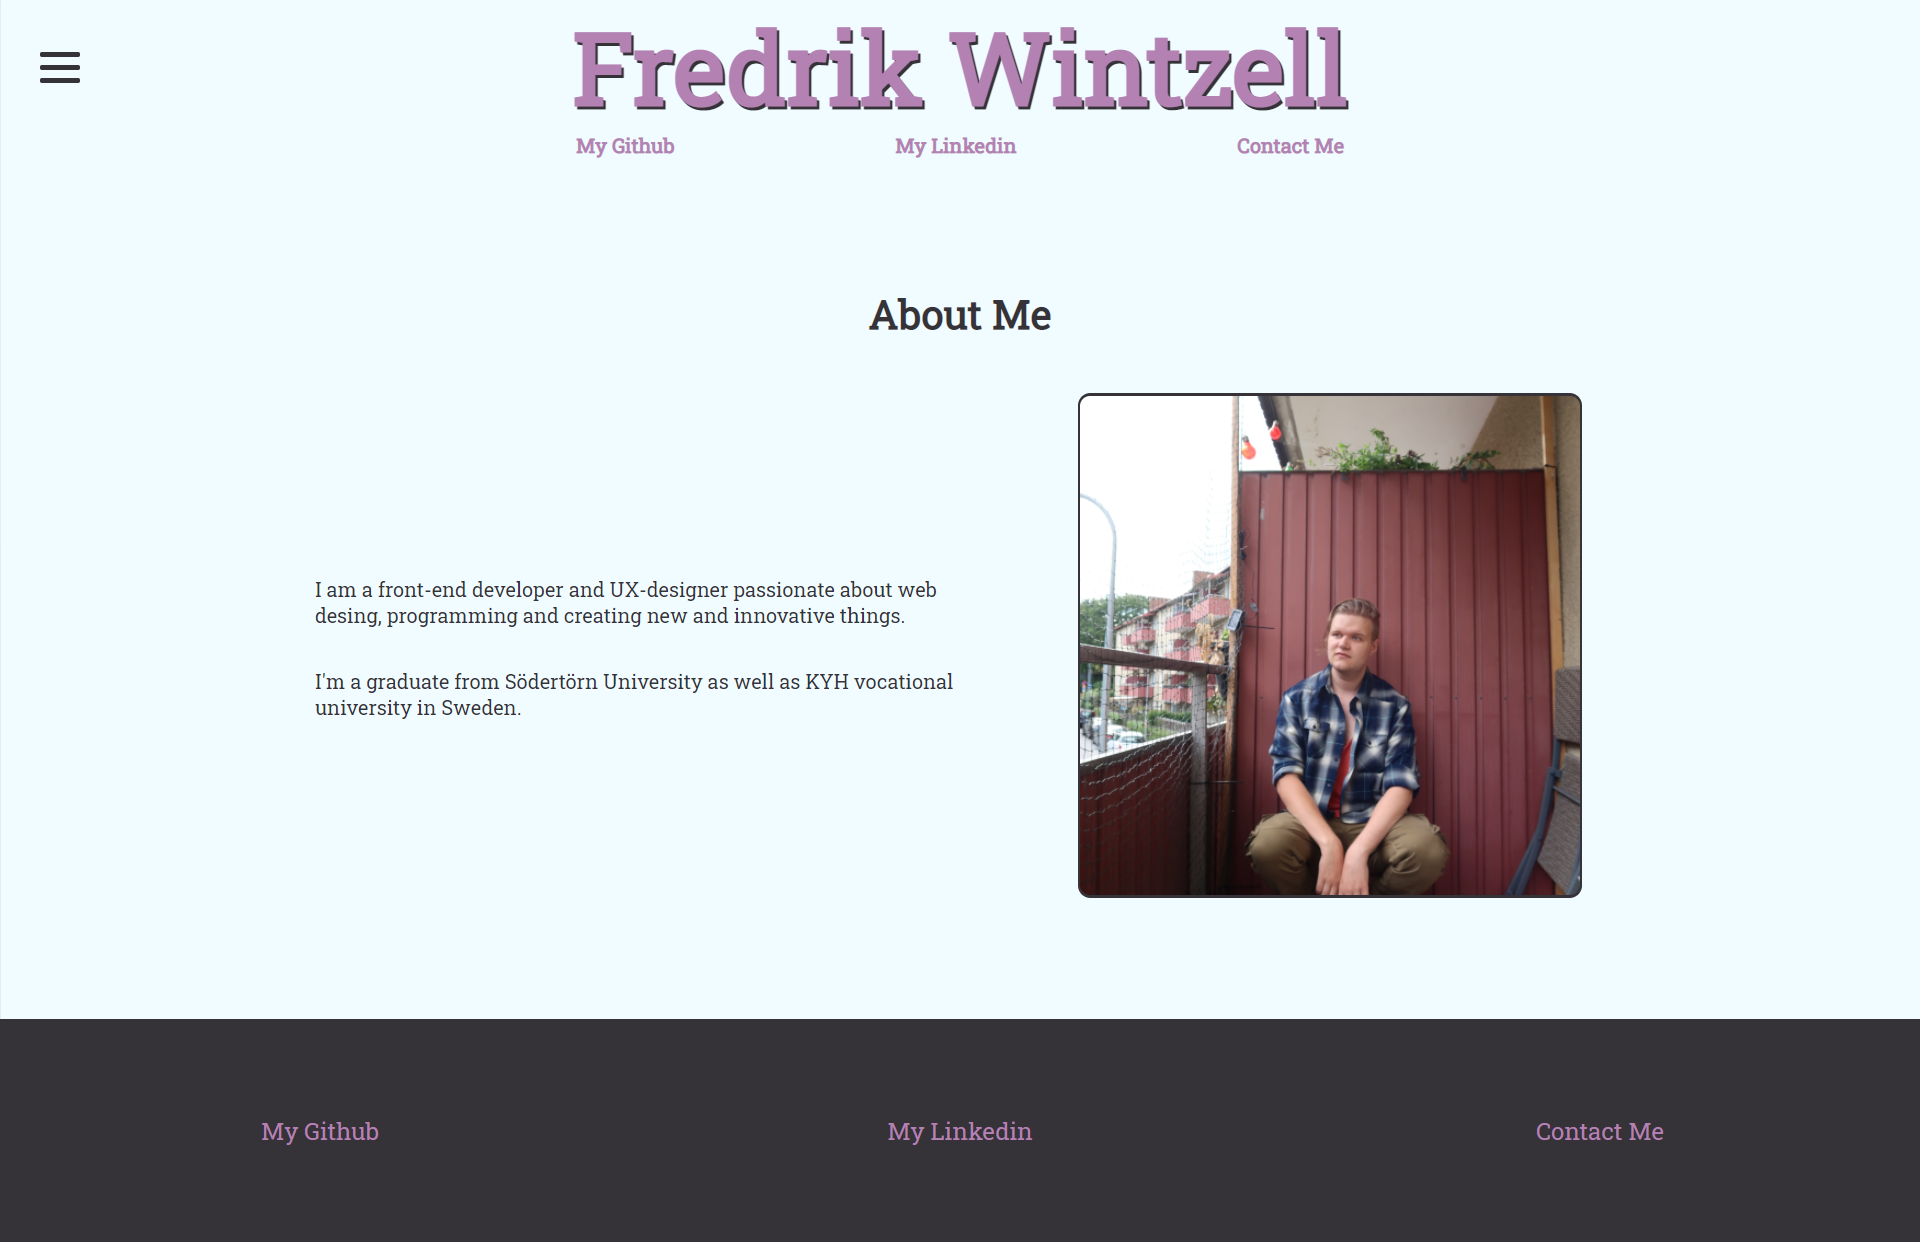 Fredrik Wintzell
My Github My Linkedin Contact Me
About Me
I am a front-end developer and UX-designer passionate about web
desing, programming and creating new and innovative things.
I'm a graduate from Södertörn University as well as KYH vocational
university in Sweden.
My Github My Linkedin Contact Me